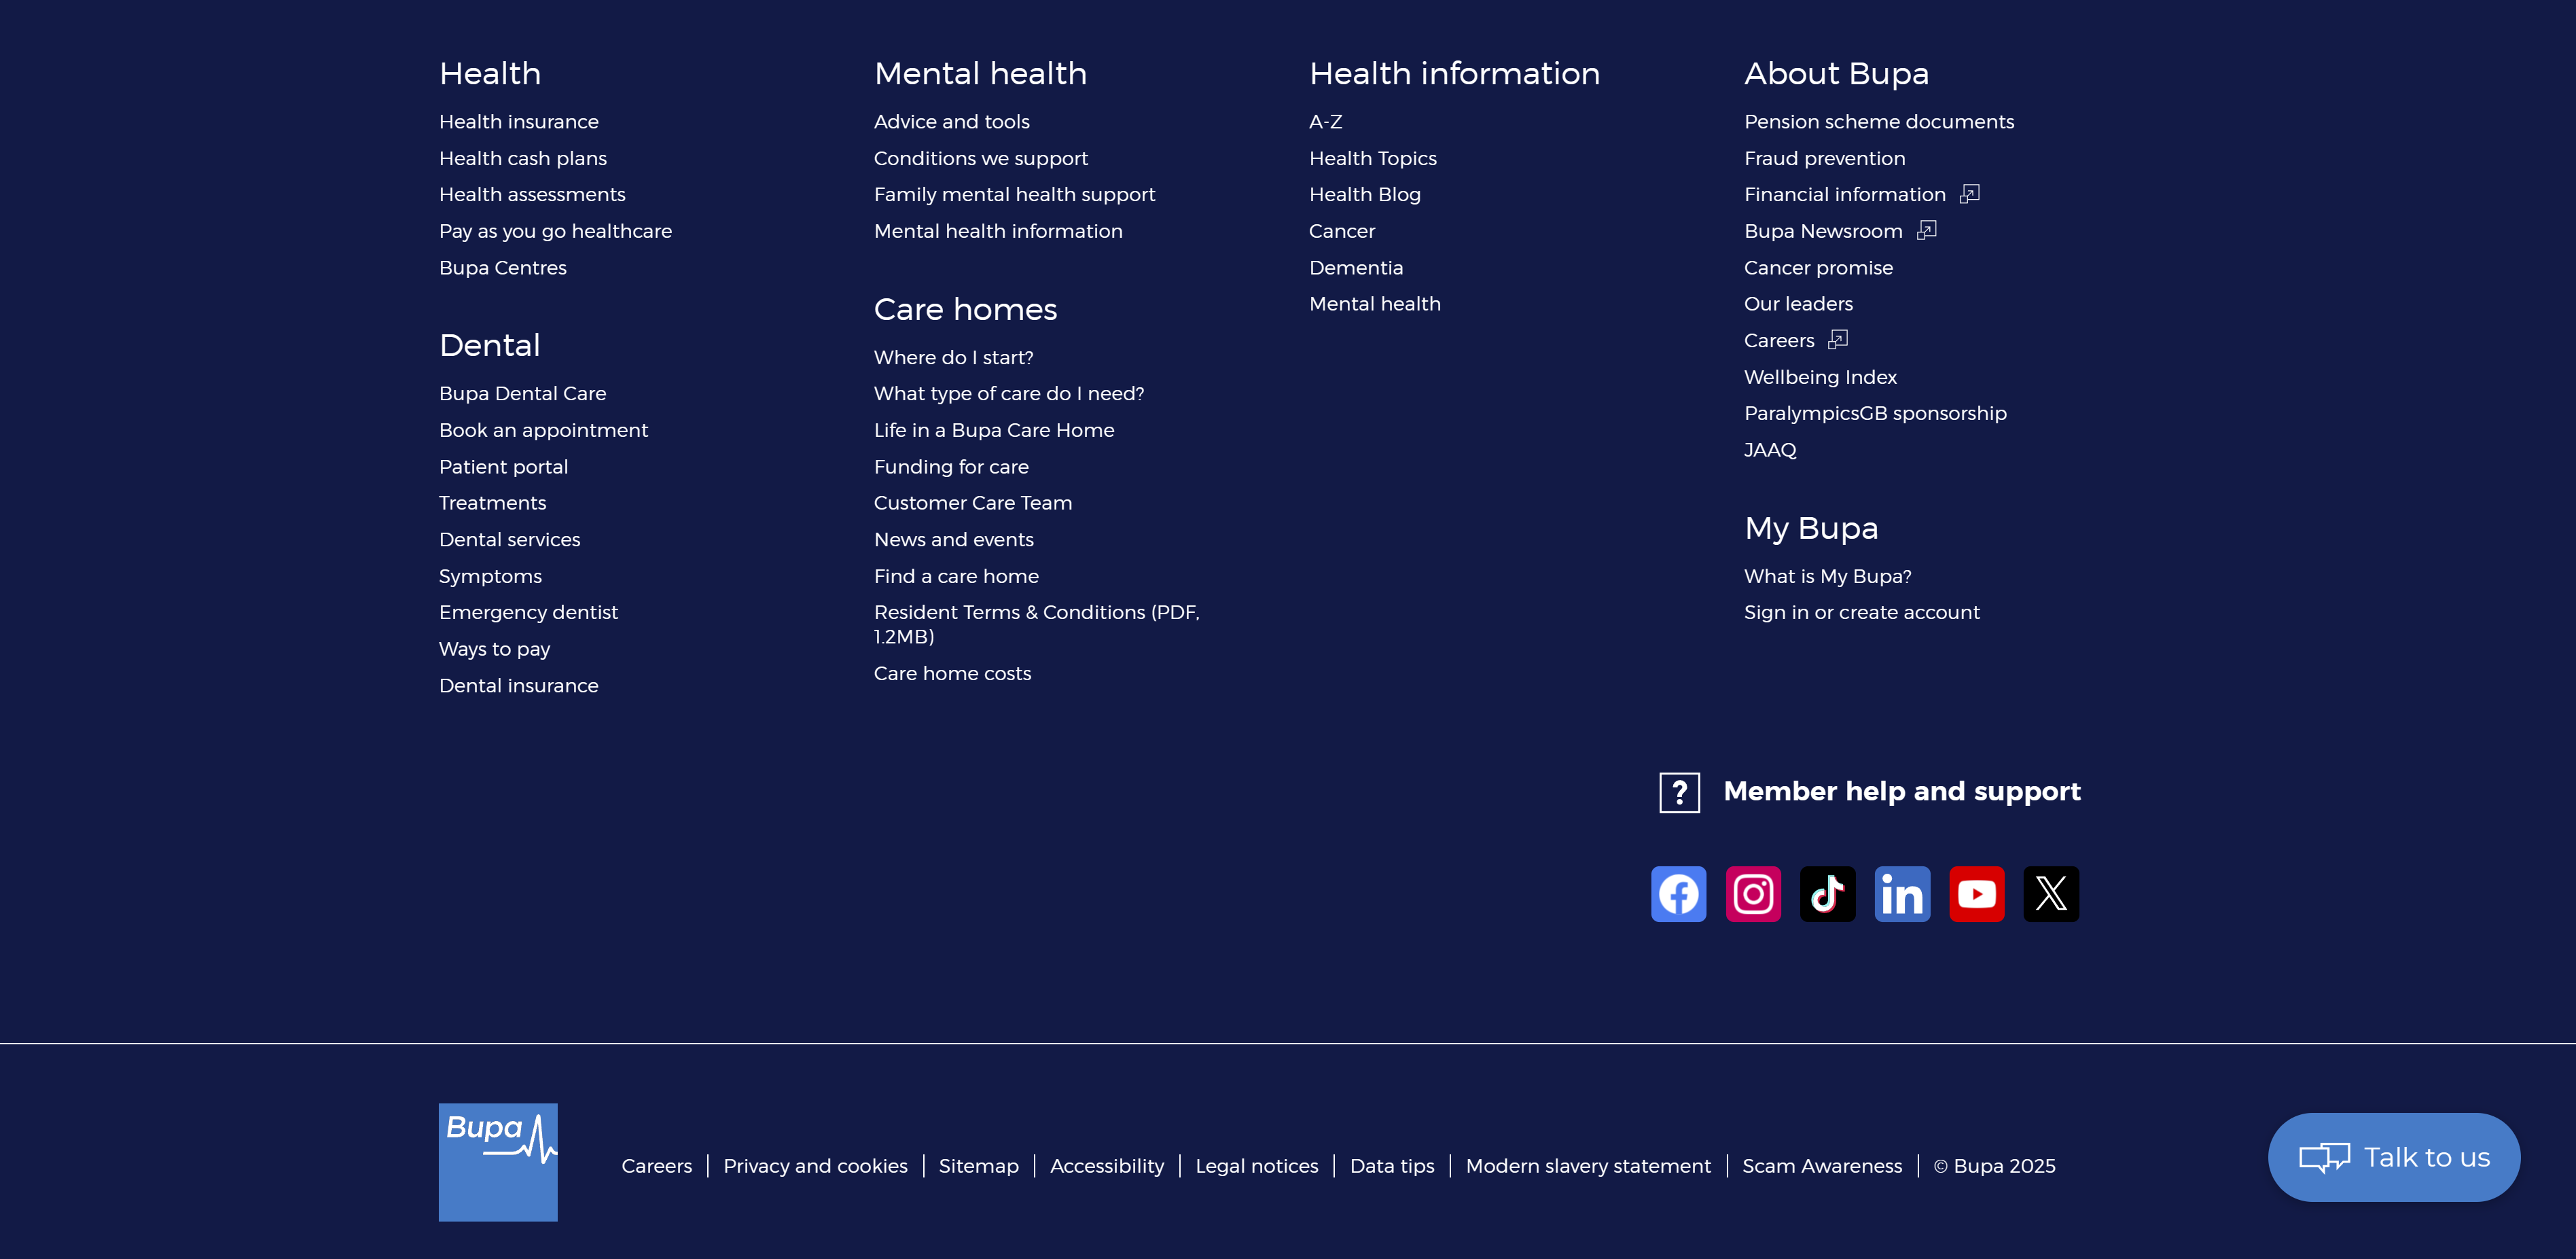 Health
Health insurance
Health cash plans
Health assessments
Pay as you go healthcare
Bupa Centres
Dental
Bupa Dental Care
Book an appointment
Patient portal
Treatments
Dental services
Symptoms
Emergency dentist
Ways to pay
Dental insurance
Mental health
Advice and tools
Conditions we support
Family mental health support
Mental health information
Care homes
Where do I start?
What type of care do I need?
Life in a Bupa Care Home
Funding for care
Customer Care Team
News and events
Find a care home
Resident Terms & Conditions (PDF,
1.2MB)
Care home costs
Health information
A-Z
Health Topics
Health Blog
Cancer
Dementia
Mental health
About Bupa
Pension scheme documents
Fraud prevention
Financial information
Bupa Newsroom
Cancer promise
Our leaders
Careers
Wellbeing Index
ParalympicsGB sponsorship
JAAQ
My Bupa
What is My Bupa?
Sign in or create account
? Member help and support
Bupa
Careers | Privacy and cookies | Sitemap | Accessibility | Legal notices | Data tips | Modern slavery statement | Scam Awareness | © Bupa 2025
Talk to us